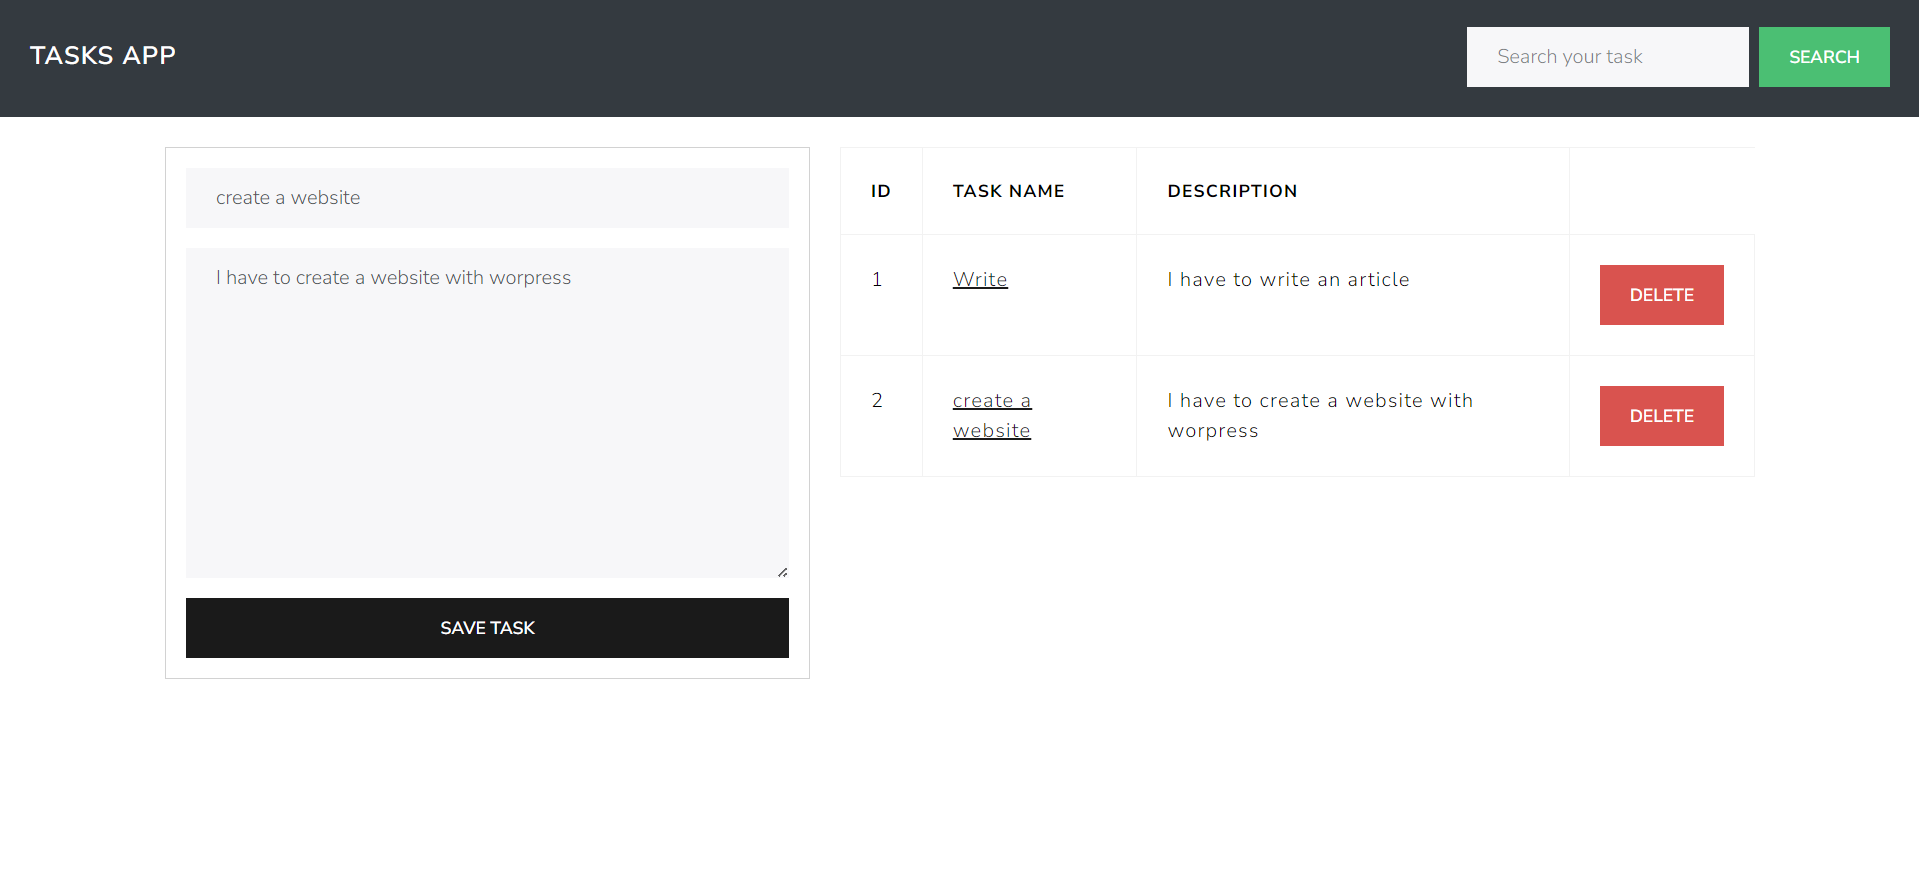 TASKS APP
Search your task
SEARCH
create a website
I have to create a website with worpress
SAVE TASK
ID TASK NAME DESCRIPTION
1 Write I have to write an article DELETE
2 create a I have to create a website with DELETE
website worpress